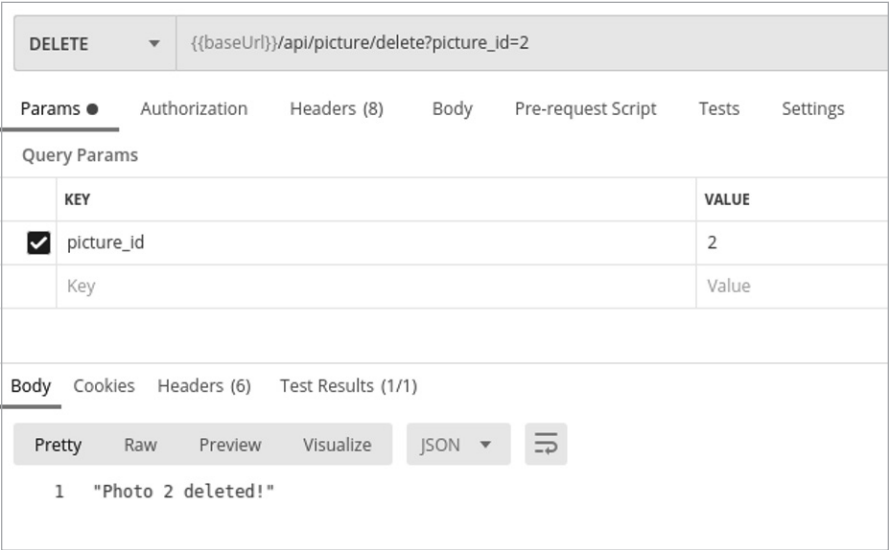 DELETE {{baseUrl}}/api/picture/delete?picture_id=2
Params Authorization Headers (8) Body Pre-request Script Tests Settings
Query Params
KEY VALUE
picture_id 2
Key Value
Body Cookies Headers (6) Test Results (1/1)
Pretty Raw Preview Visualize JSON
1 "Photo 2 deleted!"